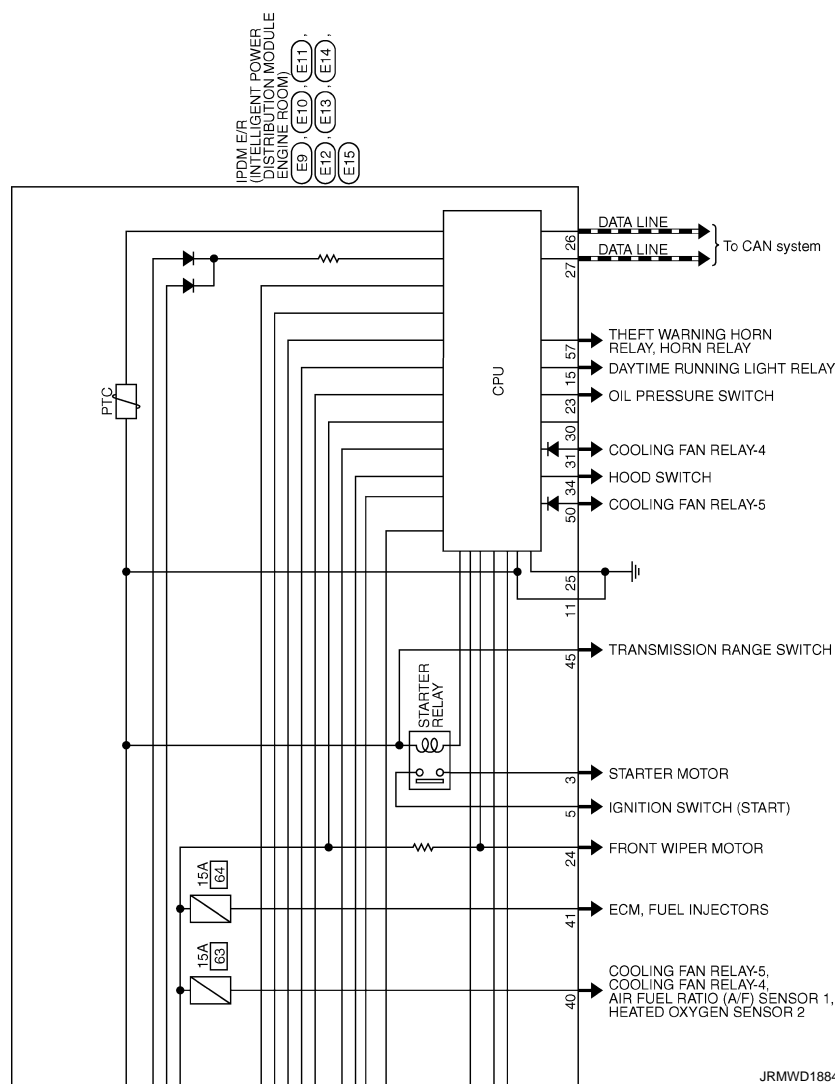 IPDM E/R
(INTELLIGENT POWER
DISTRIBUTION MODULE
ENGINE ROOM)
E9 , E10 , E11 ,
E12 , E13 , E14 ,
E15
DATA LINE
26
DATA LINE
27
To CAN system
CPU
57
THEFT WARNING HORN
RELAY, HORN RELAY
15
DAYTIME RUNNING LIGHT RELAY
23
OIL PRESSURE SWITCH
PTC
30
31
COOLING FAN RELAY-4
34
HOOD SWITCH
50
COOLING FAN RELAY-5
25
11
45
TRANSMISSION RANGE SWITCH
STARTER
RELAY
3
STARTER MOTOR
5
IGNITION SWITCH (START)
24
FRONT WIPER MOTOR
15A
64
41
ECM, FUEL INJECTORS
15A
63
40
COOLING FAN RELAY-5,
COOLING FAN RELAY-4,
AIR FUEL RATIO (A/F) SENSOR 1,
HEATED OXYGEN SENSOR 2
JRMWD1884